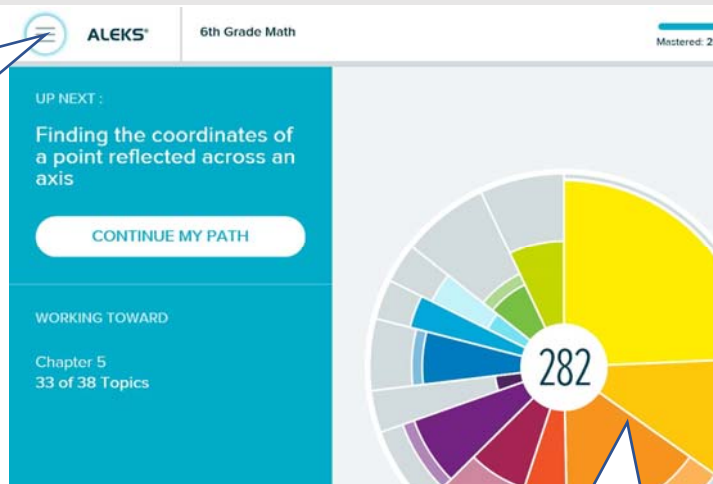 ALEKS®
6th Grade Math
Mastered: 2
UP NEXT :
Finding the coordinates of
a point reflected across an
axis
CONTINUE MY PATH
WORKING TOWARD
Chapter 5
33 of 38 Topics
282